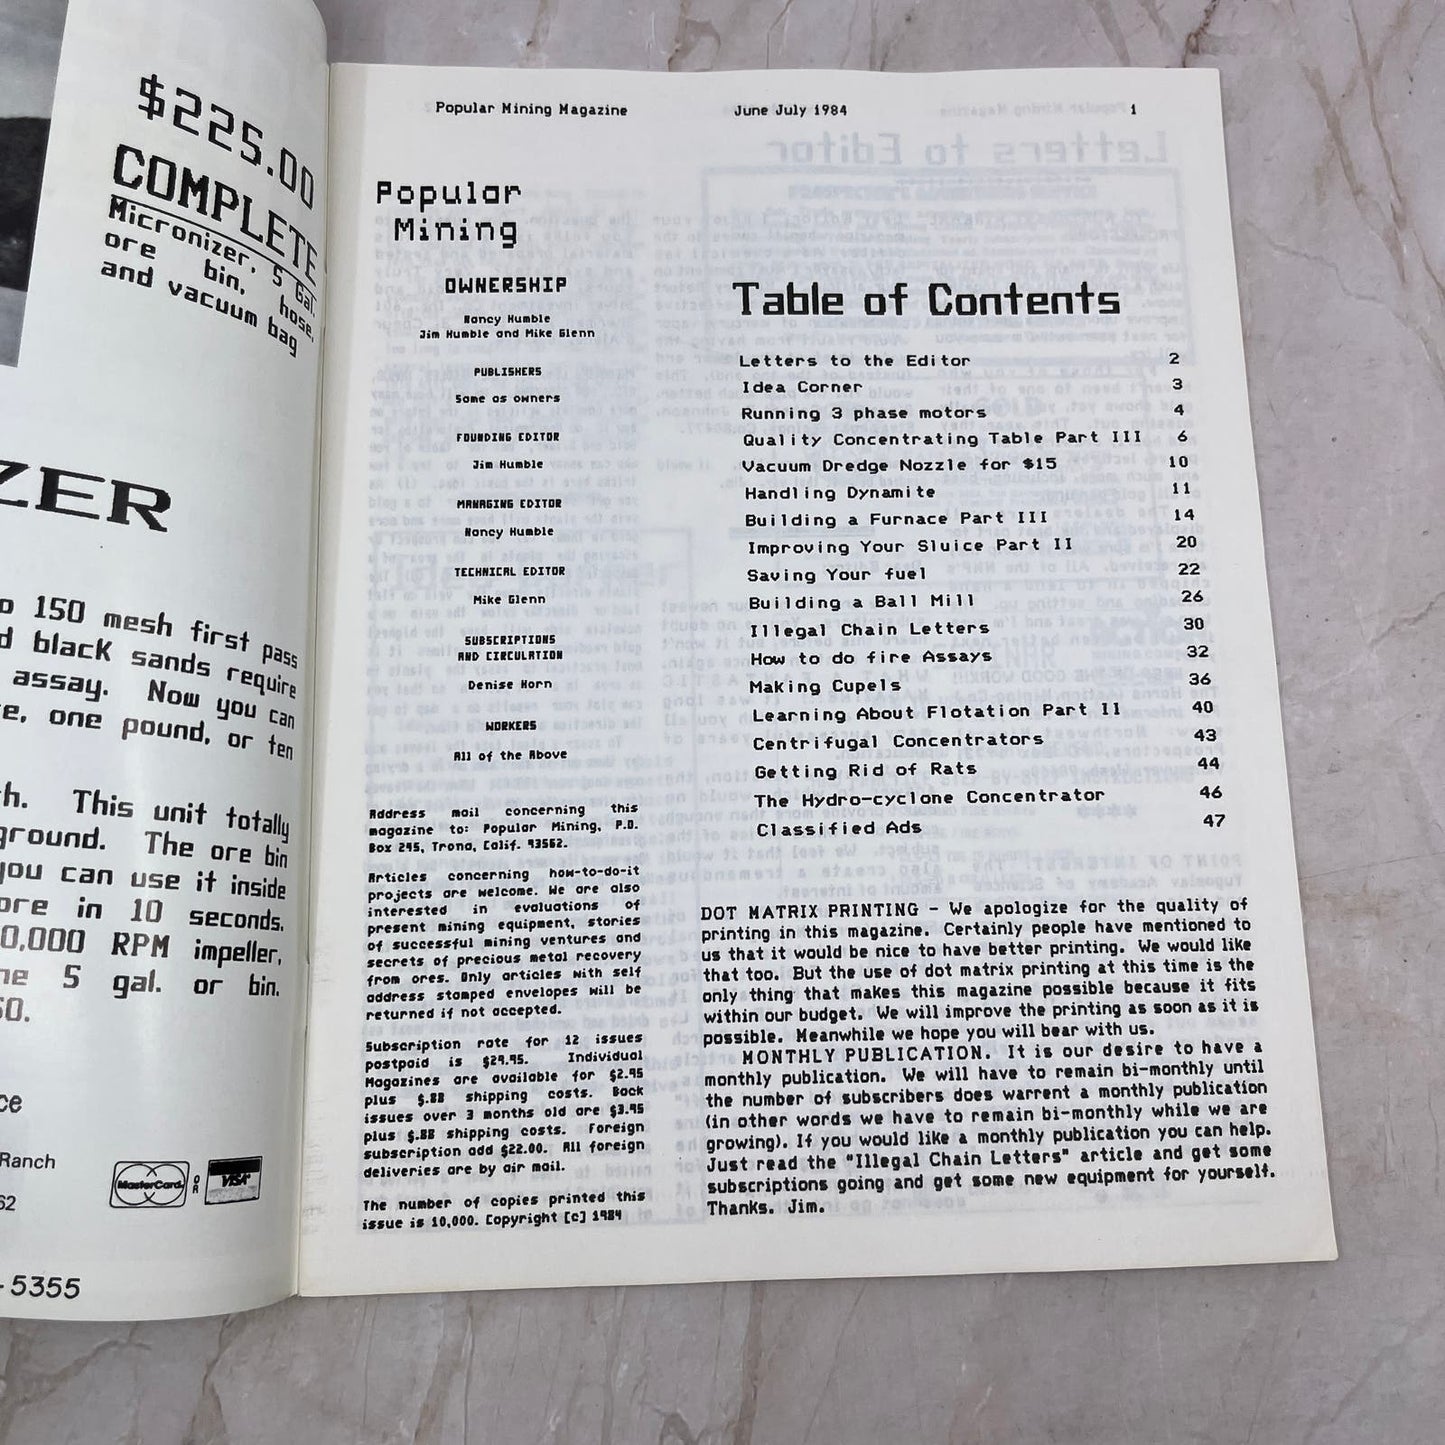 $225.00
COMPLETE
Micronizer, 5 Gal.
ore bin, hose,
and vacuum bag
ZER
150 mesh first pass
black sands require
assay. Now you can
one pound, or ten
This unit totally
ground. The ore bin
you can use it inside
ore in 10 seconds.
0,000 RPM impeller,
5 gal. or bin.
Ranch
MasterCard
OR
VISA
62
- 5355
Popular Mining Magazine June July 1984 1
Popular
Mining
OWNERSHIP
Nancy Humble
Jim Humble and Mike Glenn
PUBLISHERS
Same as owners
FOUNDING EDITOR
Jim Humble
MANAGING EDITOR
Nancy Humble
TECHNICAL EDITOR
Mike Glenn
SUBSCRIPTIONS
AND CIRCULATION
Denise Horn
WORKERS
All of the Above
Address mail concerning this
magazine to: Popular Mining, P.O.
Box 245, Trona, Calif. 93562.
Articles concerning how-to-do-it
projects are welcome. We are also
interested in evaluations of
present mining equipment, stories
of successful mining ventures and
secrets of precious metal recovery
from ores. Only articles with self
address stamped envelopes will be
returned if not accepted.
Subscription rate for 12 issues
postpaid is $29.95. Individual
Magazines are available for $2.95
plus $.88 shipping costs. Back
issues over 3 months old are $3.95
plus $.88 shipping costs. Foreign
subscription add $22.00. All foreign
deliveries are by air mail.
The number of copies printed this
issue is 10,000. Copyright [c] 1984
Table of Contents
Letters to the Editor 2
Idea Corner 3
Running 3 phase motors 4
Quality Concentrating Table Part III 6
Vacuum Dredge Nozzle for $15 10
Handling Dynamite 11
Building a Furnace Part III 14
Improving Your Sluice Part II 20
Saving Your fuel 22
Building a Ball Mill 26
Illegal Chain Letters 30
How to do fire Assays 32
Making Cupels 36
Learning About Flotation Part II 40
Centrifugal Concentrators 43
Getting Rid of Rats 44
The Hydro-cyclone Concentrator 46
Classified Ads 47
DOT MATRIX PRINTING - We apologize for the quality of
printing in this magazine. Certainly people have mentioned to
us that it would be nice to have better printing. We would like
that too. But the use of dot matrix printing at this time is the
only thing that makes this magazine possible because it fits
within our budget. We will improve the printing as soon as it is
possible. Meanwhile we hope you will bear with us.
MONTHLY PUBLICATION. It is our desire to have a
monthly publication. We will have to remain bi-monthly until
the number of subscribers does warrent a monthly publication
(in other words we have to remain bi-monthly while we are
growing). If you would like a monthly publication you can help.
Just read the "Illegal Chain Letters" article and get some
subscriptions going and get some new equipment for yourself.
Thanks. Jim.